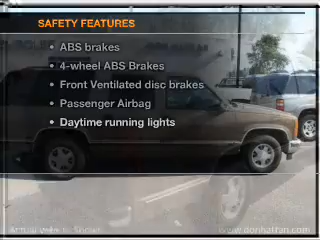 SAFETY FEATURES
• ABS brakes
• 4-wheel ABS Brakes
• Front Ventilated disc brakes
• Passenger Airbag
• Daytime running lights